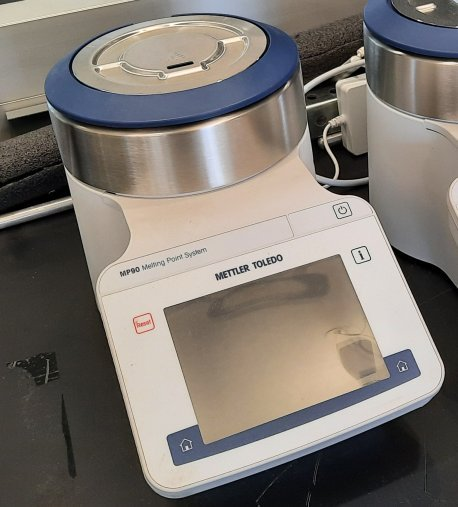 MP90 Melting Point System
METTLER TOLEDO
i
Reset